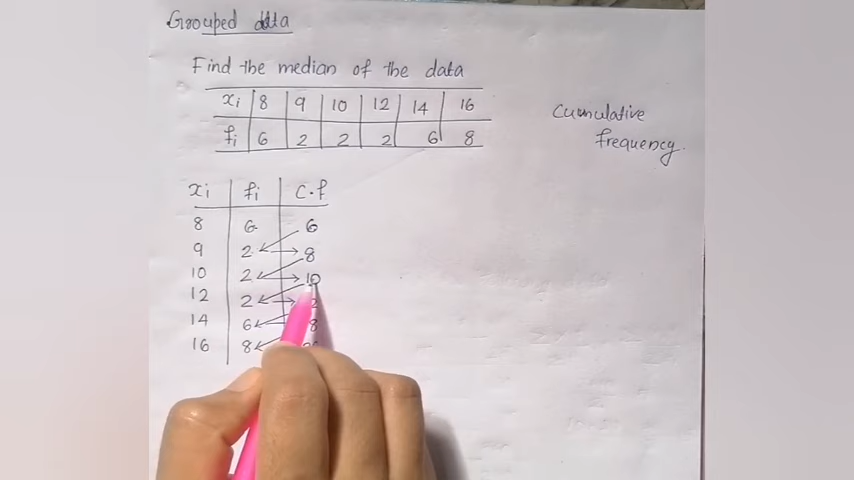 Grouped data
Find the median of the data
xi 8 9 10 12 14 16
fi 6 2 2 2 6 8
Cumulative
frequency.
xi fi C.f
8 6 6
9 2 8
10 2 10
12 2 2
14 6 8
16 8